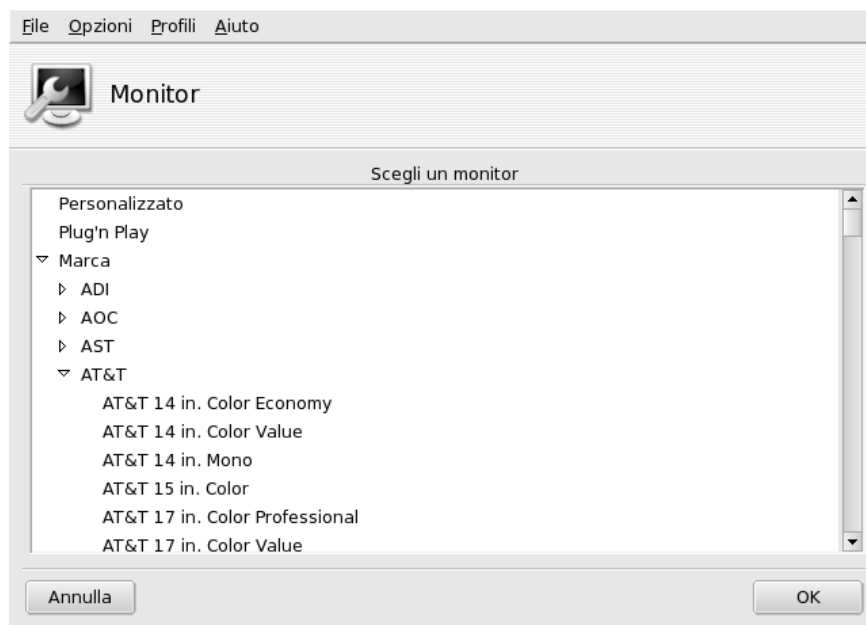 File Opzioni Profili Aiuto
Monitor
Scegli un monitor
Personalizzato
Plug'n Play
Marca
ADI
AOC
AST
AT&T
AT&T 14 in. Color Economy
AT&T 14 in. Color Value
AT&T 14 in. Mono
AT&T 15 in. Color
AT&T 17 in. Color Professional
AT&T 17 in. Color Value
Annulla OK